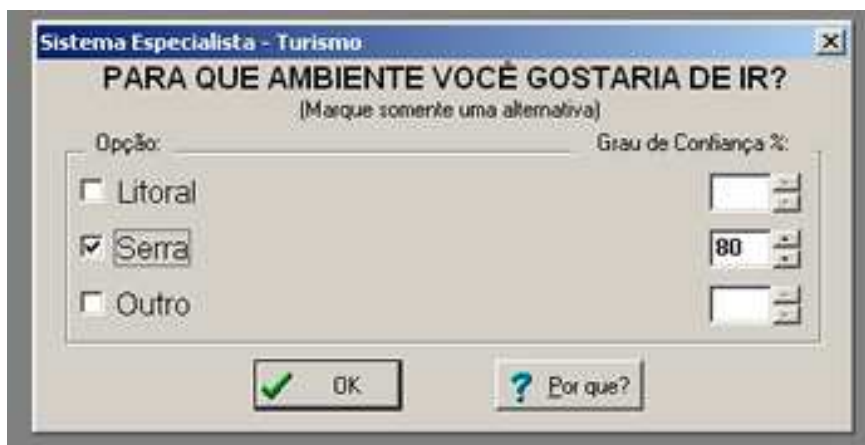 Sistema Especialista - Turismo
PARA QUE AMBIENTE VOCÊ GOSTARIA DE IR?
(Marque somente uma alternativa)
Opção: Grau de Confiança %:
Litoral
Serra 80
Outro
OK Por que?